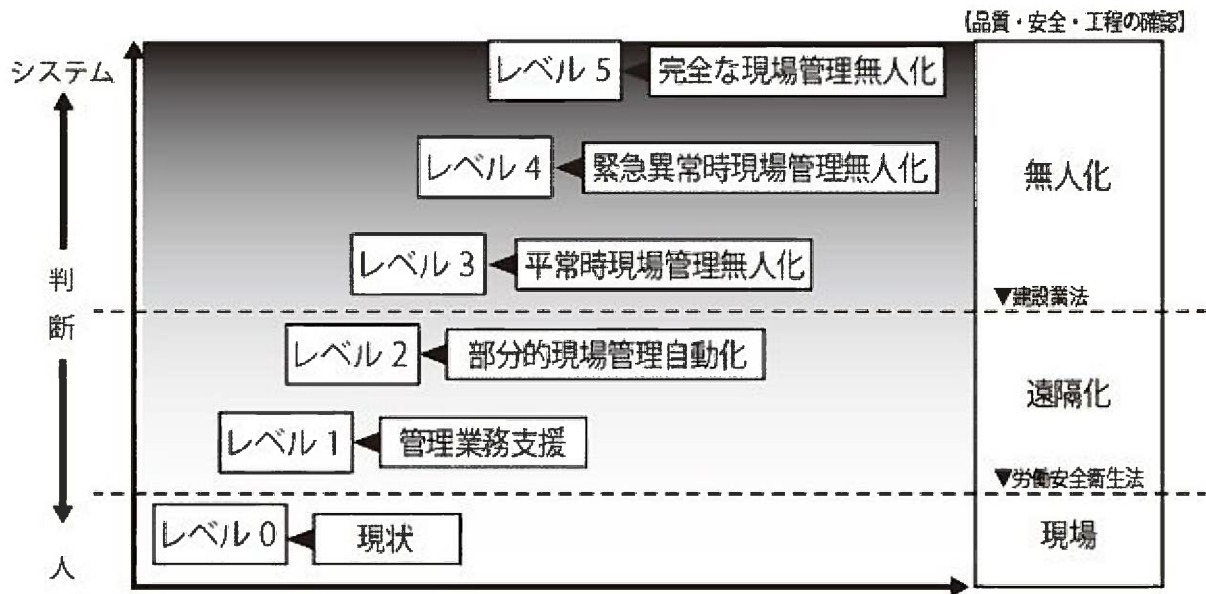 【品質・安全・工程の確認】
システム
判断
人
レベル 5
完全な現場管理無人化
レベル 4
緊急異常時現場管理無人化
無人化
レベル 3
平常時現場管理無人化
▼建設業法
レベル 2
部分的現場管理自動化
遠隔化
レベル 1
管理業務支援
▼労働安全衛生法
レベル 0
現状
現場